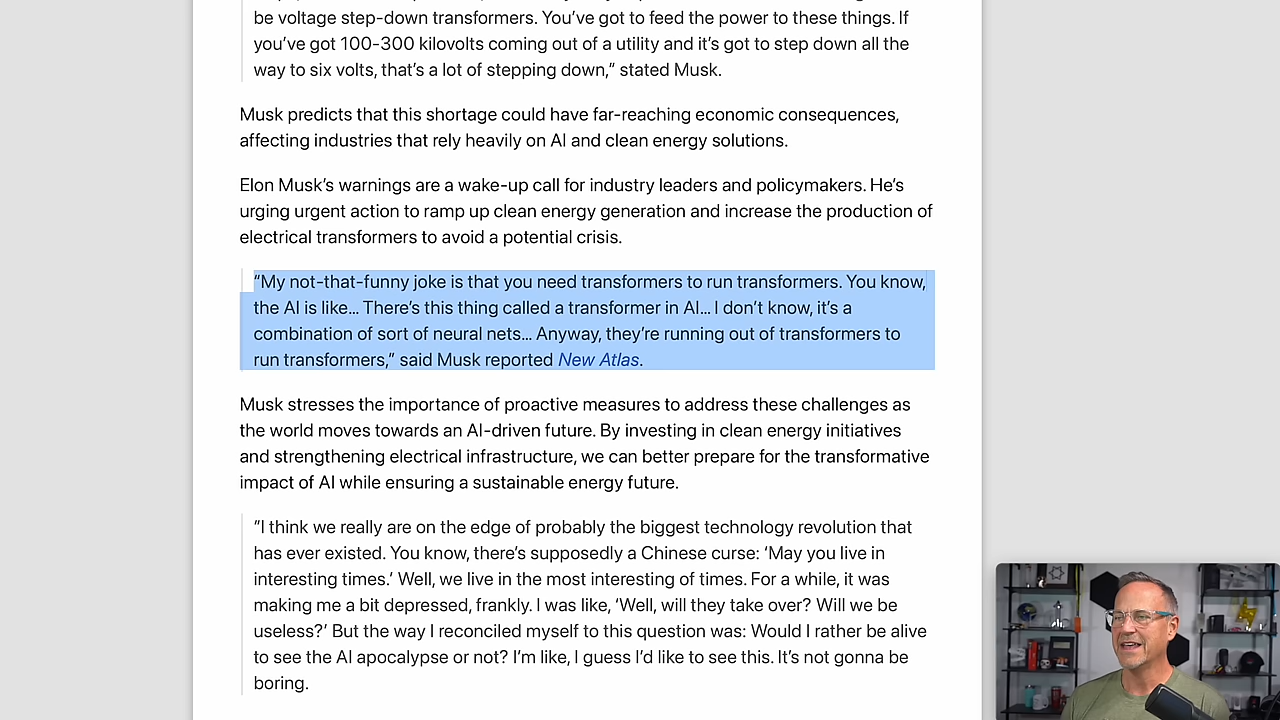 be voltage step-down transformers. You’ve got to feed the power to these things. If
you’ve got 100-300 kilovolts coming out of a utility and it’s got to step down all the
way to six volts, that’s a lot of stepping down,” stated Musk.
Musk predicts that this shortage could have far-reaching economic consequences,
affecting industries that rely heavily on AI and clean energy solutions.
Elon Musk’s warnings are a wake-up call for industry leaders and policymakers. He’s
urging urgent action to ramp up clean energy generation and increase the production of
electrical transformers to avoid a potential crisis.
“My not-that-funny joke is that you need transformers to run transformers. You know,
the AI is like… There’s this thing called a transformer in AI… I don’t know, it’s a
combination of sort of neural nets… Anyway, they’re running out of transformers to
run transformers,” said Musk reported New Atlas.
Musk stresses the importance of proactive measures to address these challenges as
the world moves towards an AI-driven future. By investing in clean energy initiatives
and strengthening electrical infrastructure, we can better prepare for the transformative
impact of AI while ensuring a sustainable energy future.
“I think we really are on the edge of probably the biggest technology revolution that
has ever existed. You know, there’s supposedly a Chinese curse: ‘May you live in
interesting times.’ Well, we live in the most interesting of times. For a while, it was
making me a bit depressed, frankly. I was like, ‘Well, will they take over? Will we be
useless?’ But the way I reconciled myself to this question was: Would I rather be alive
to see the AI apocalypse or not? I’m like, I guess I’d like to see this. It’s not gonna be
boring.